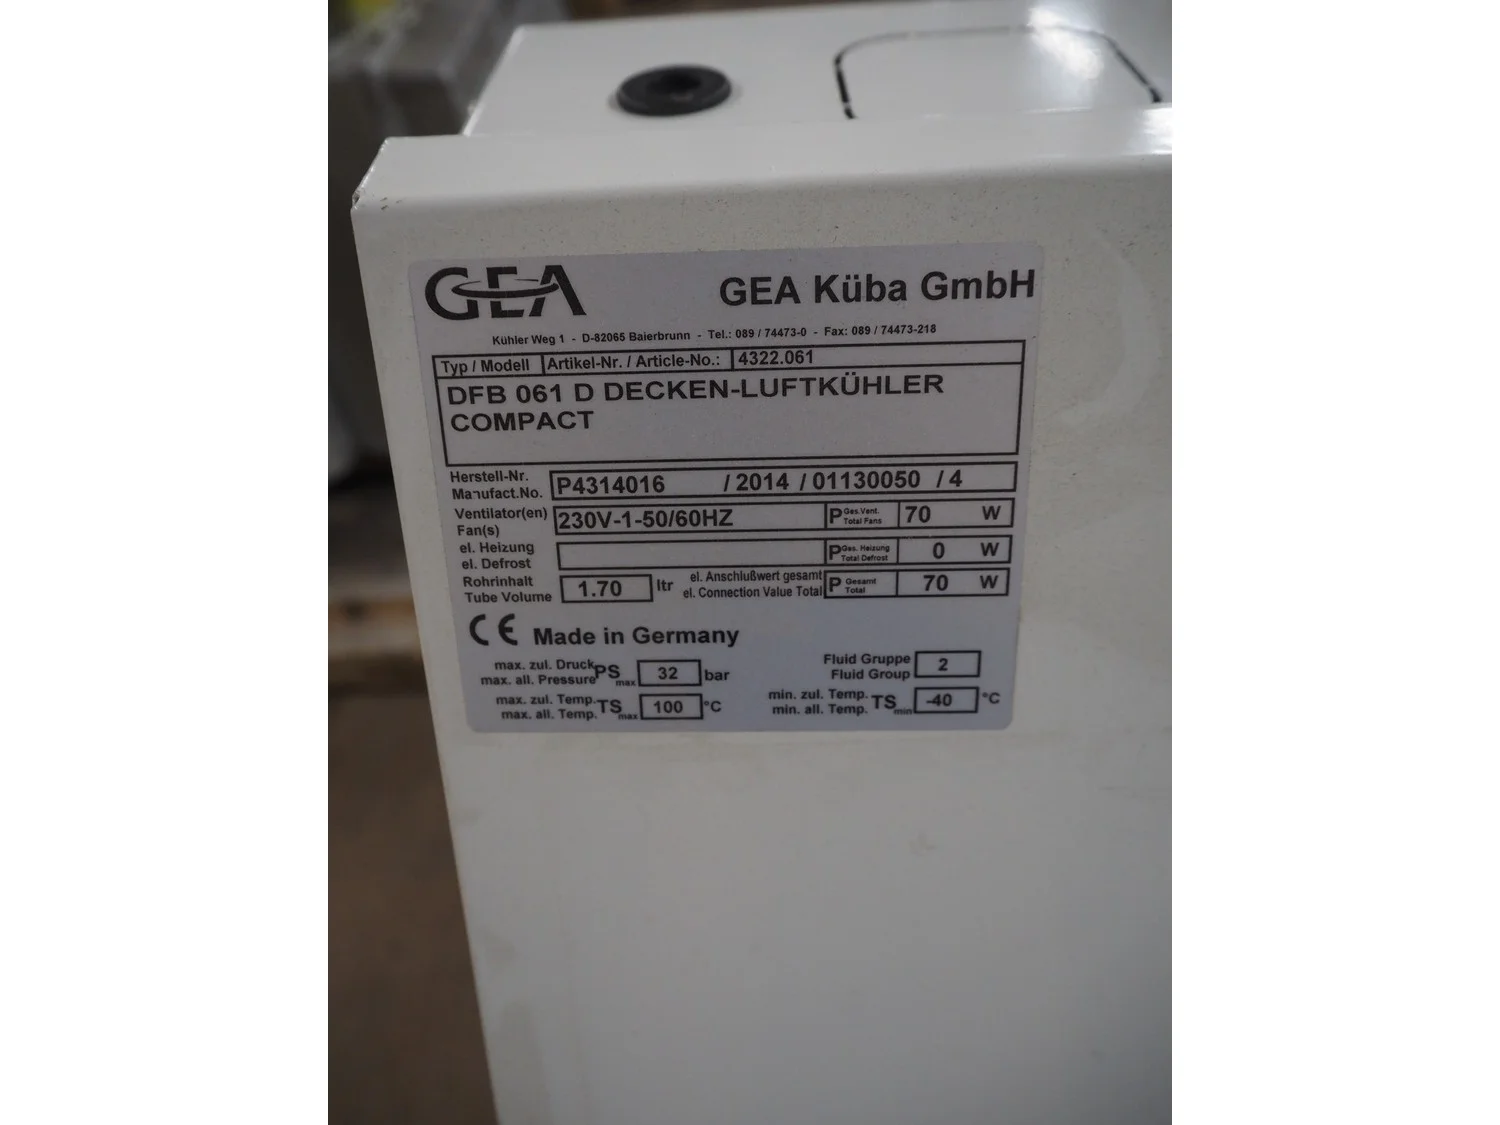 GEA GEA Küba GmbH
Kühler Weg 1 - D-82065 Baierbrunn - Tel.: 089 / 74473-0 - Fax: 089 / 74473-218
Typ / Modell Artikel-Nr. / Article-No.: 4322.061
DFB 061 D DECKEN-LUFTKÜHLER
COMPACT
Herstell-Nr.
Manufact.No. P4314016 / 2014 / 01130050 / 4
Ventilator(en)
Fan(s) 230V-1-50/60HZ P Ges.Vent. Total Fans 70 W
el. Heizung
el. Defrost P Ges. Heizung Total Defrost 0 W
Rohrinhalt
Tube Volume 1.70 ltr
el. Anschlußwert gesamt
el. Connection Value Total P Gesamt Total 70 W
CE Made in Germany
max. zul. Druck
max. all. Pressure PS max 32 bar
Fluid Gruppe
Fluid Group 2
max. zul. Temp.
max. all. Temp. TS max 100 °C
min. zul. Temp.
min. all. Temp. TS min -40 °C